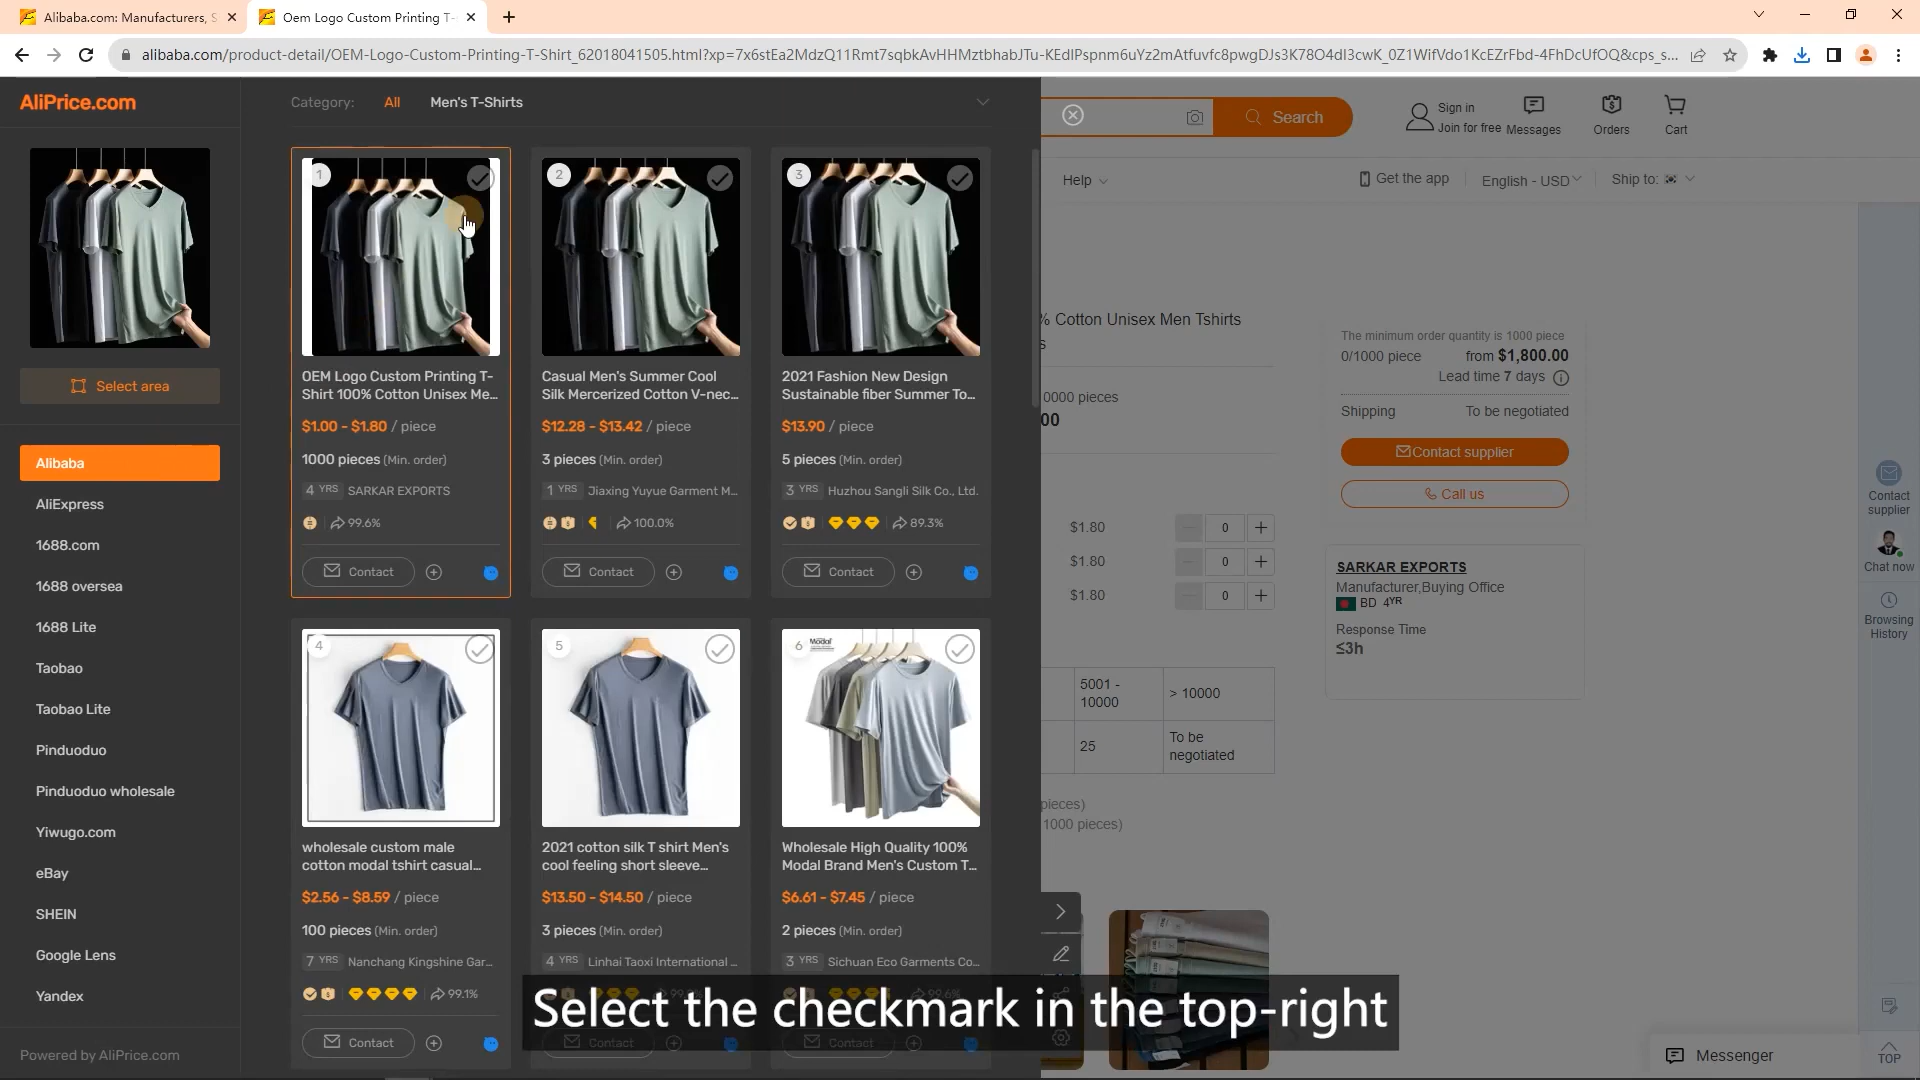 Alibaba.com: Manufacturers, S
Oem Logo Custom Printing T-
alibaba.com/product-detail/OEM-Logo-Custom-Printing-T-Shirt_62018041505.html?xp=7x6stEa2MdzQ11Rmt7sqbkAvHHMztbhabJTu-KEdIPspnm6uYz2mAtfuvfc8pwgDJs3K78O4dI3cwK_0Z1WifVdo1KcEZrFbd-4FhDcUfOQ&cps_s...
AliPrice.com
Category: All Men's T-Shirts
Search
Sign in
Join for free
Messages
Orders
Cart
Help
Get the app
English - USD
Ship to:
Select area
Alibaba
AliExpress
1688.com
1688 oversea
1688 Lite
Taobao
Taobao Lite
Pinduoduo
Pinduoduo wholesale
Yiwugo.com
eBay
SHEIN
Google Lens
Yandex
Powered by AliPrice.com
1
OEM Logo Custom Printing T-
Shirt 100% Cotton Unisex Me...
$1.00 - $1.80 / piece
1000 pieces (Min. order)
4 YRS SARKAR EXPORTS
99.6%
Contact
2
Casual Men's Summer Cool
Silk Mercerized Cotton V-nec...
$12.28 - $13.42 / piece
3 pieces (Min. order)
1 YRS Jiaxing Yuyue Garment M...
100.0%
Contact
3
2021 Fashion New Design
Sustainable fiber Summer To...
$13.90 / piece
5 pieces (Min. order)
3 YRS Huzhou Sangli Silk Co., Ltd.
89.3%
Contact
4
wholesale custom male
cotton modal tshirt casual...
$2.56 - $8.59 / piece
100 pieces (Min. order)
7 YRS Nanchang Kingshine Gar...
99.1%
Contact
5
2021 cotton silk T shirt Men's
cool feeling short sleeve...
$13.50 - $14.50 / piece
3 pieces (Min. order)
4 YRS Linhai Taoxi International ...
Contact
6
Modal
Wholesale High Quality 100%
Modal Brand Men's Custom T...
$6.61 - $7.45 / piece
2 pieces (Min. order)
3 YRS Sichuan Eco Garments Co...
99.6%
Contact
% Cotton Unisex Men Tshirts
s
0000 pieces
00
$1.80 0
$1.80 0
$1.80 0
5001 -
10000
> 10000
25
To be
negotiated
pieces)
1000 pieces)
The minimum order quantity is 1000 piece
0/1000 piece from $1,800.00
Lead time 7 days
Shipping To be negotiated
Contact supplier
Call us
SARKAR EXPORTS
Manufacturer,Buying Office
BD 4YR
Response Time
≤3h
Contact
supplier
Chat now
Browsing
History
Messenger
TOP
Select the checkmark in the top-right